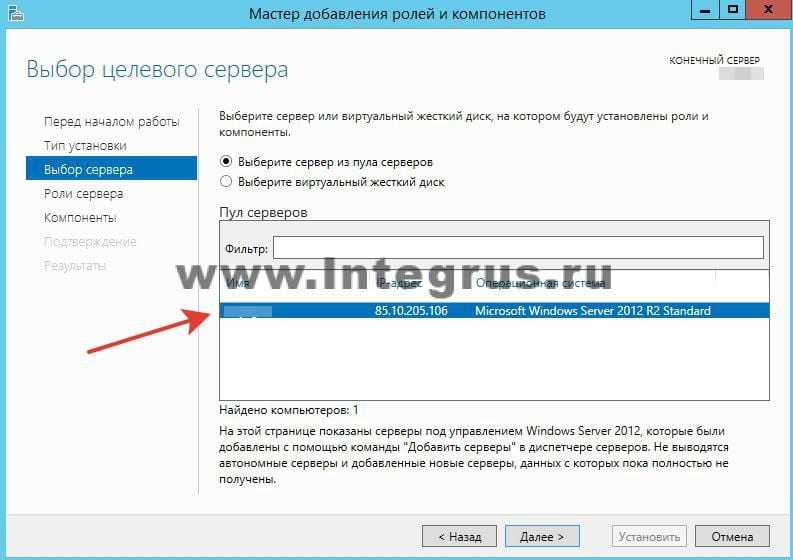 Мастер добавления ролей и компонентов
Выбор целевого сервера
КОНЕЧНЫЙ СЕРВЕР
Перед началом работы
Тип установки
Выбор сервера
Роли сервера
Компоненты
Подтверждение
Результаты
Выберите сервер или виртуальный жесткий диск, на котором будут установлены роли и
компоненты.
Выберите сервер из пула серверов
Выберите виртуальный жесткий диск
Пул серверов
Фильтр:
www.Integrus.ru
Имя IP-адрес Операционная система
85.10.205.106 Microsoft Windows Server 2012 R2 Standard
Найдено компьютеров: 1
На этой странице показаны серверы под управлением Windows Server 2012, которые были
добавлены с помощью команды "Добавить серверы" в диспетчере серверов. Не выводятся
автономные серверы и добавленные новые серверы, данных с которых пока полностью не
получены.
< Назад
Далее >
Установить
Отмена